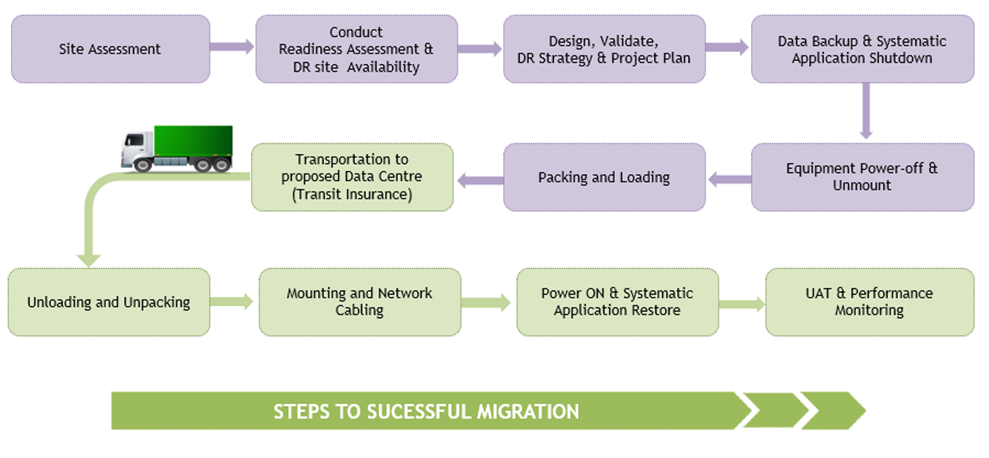 Site Assessment
Conduct
Readiness Assessment &
DR site Availability
Design, Validate,
DR Strategy & Project Plan
Data Backup & Systematic
Application Shutdown
Equipment Power-off &
Unmount
Packing and Loading
Transportation to
proposed Data Centre
(Transit Insurance)
Unloading and Unpacking
Mounting and Network
Cabling
Power ON & Systematic
Application Restore
UAT & Performance
Monitoring
STEPS TO SUCESSFUL MIGRATION